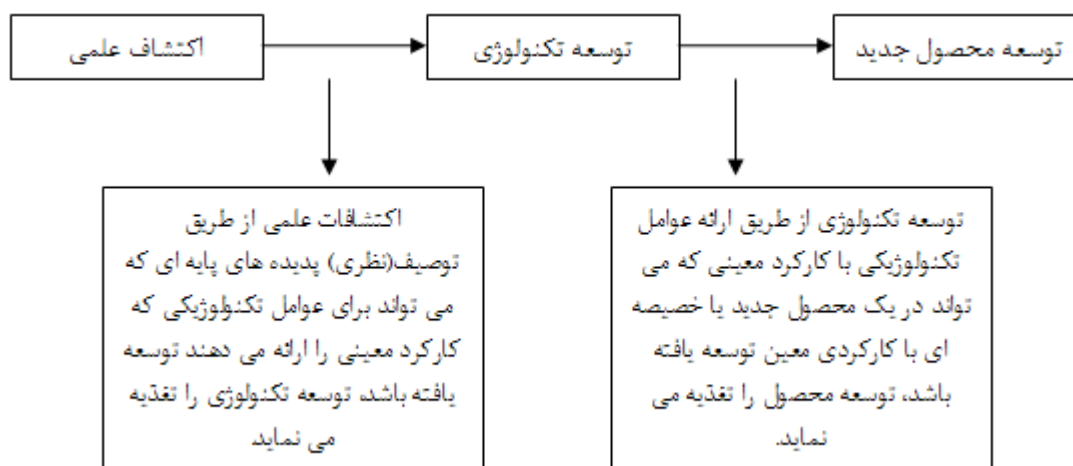 اکتشاف علمی
توسعه تکنولوژی
توسعه محصول جدید
اکتشافات علمی از طریق
توصیف(نظری) پدیده های پایه ای که
می تواند برای عوامل تکنولوژیکی که
کارکرد معینی را ارائه می دهند توسعه
یافته باشد، توسعه تکنولوژی را تغذیه
می نماید.
توسعه تکنولوژی از طریق ارائه عوامل
تکنولوژیکی با کارکرد معینی که می
تواند در یک محصول جدید یا خصیصه
ای با کارکردی معین توسعه یافته
باشد، توسعه محصول را تغذیه می
نماید.